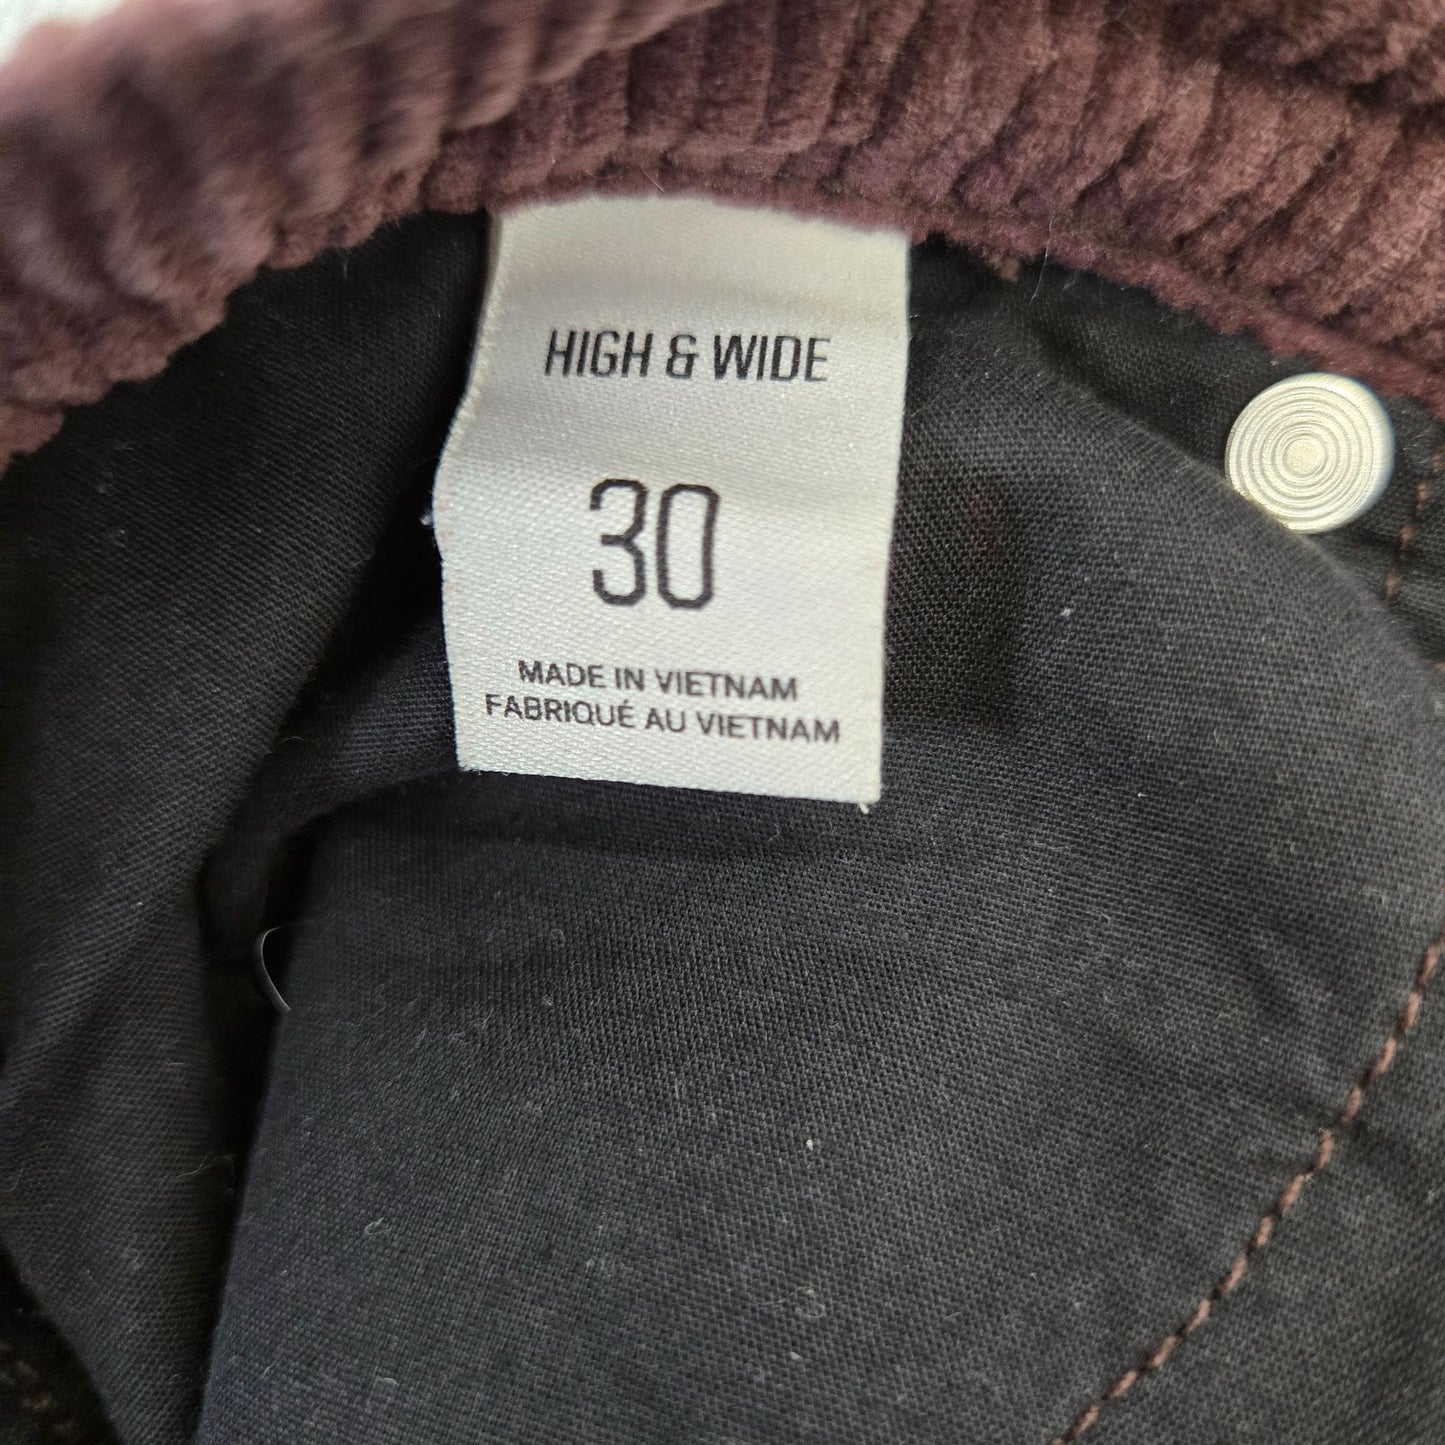 HIGH & WIDE
30
MADE IN VIETNAM
FABRIQUÉ AU VIETNAM